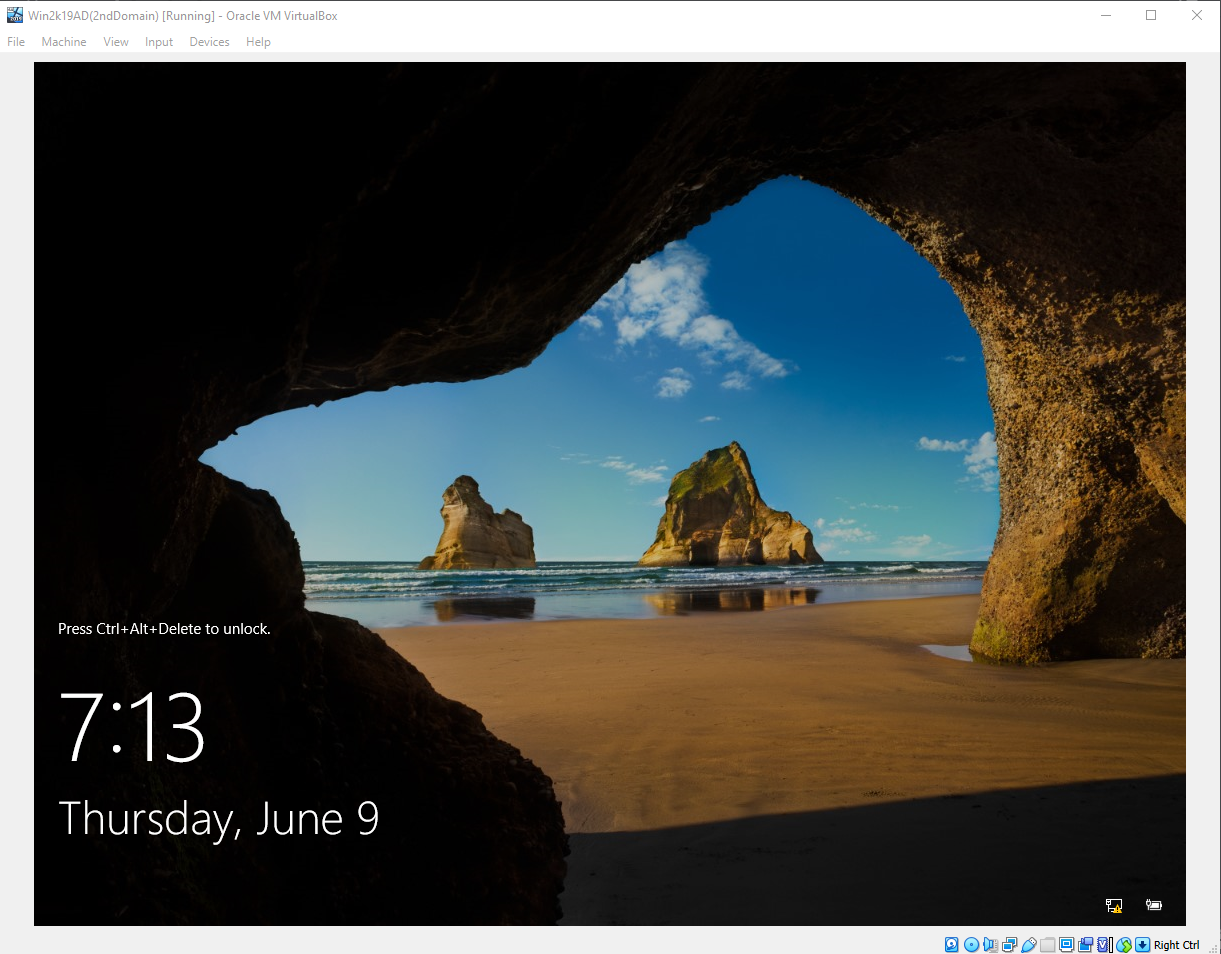 Win2k19AD(2ndDomain) [Running] - Oracle VM VirtualBox
File Machine View Input Devices Help
Press Ctrl+Alt+Delete to unlock.
7:13
Thursday, June 9
Right Ctrl